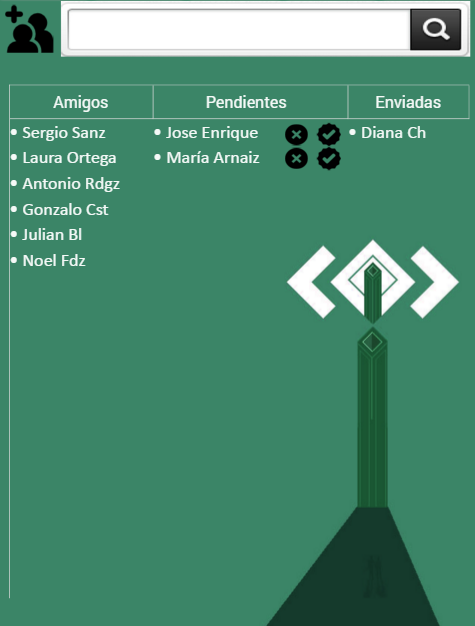 Amigos Pendientes Enviadas
• Sergio Sanz • Jose Enrique • Diana Ch
• Laura Ortega • María Arnaiz
• Antonio Rdgz
• Gonzalo Cst
• Julian Bl
• Noel Fdz